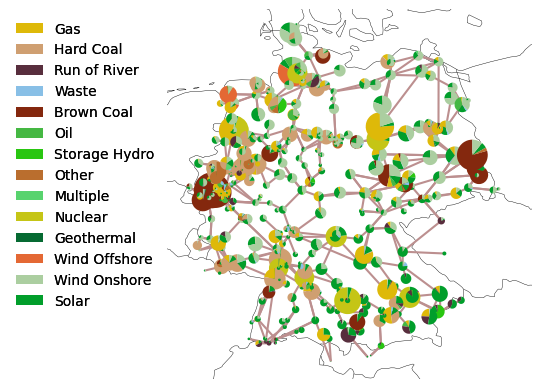 Gas
Hard Coal
Run of River
Waste
Brown Coal
Oil
Storage Hydro
Other
Multiple
Nuclear
Geothermal
Wind Offshore
Wind Onshore
Solar